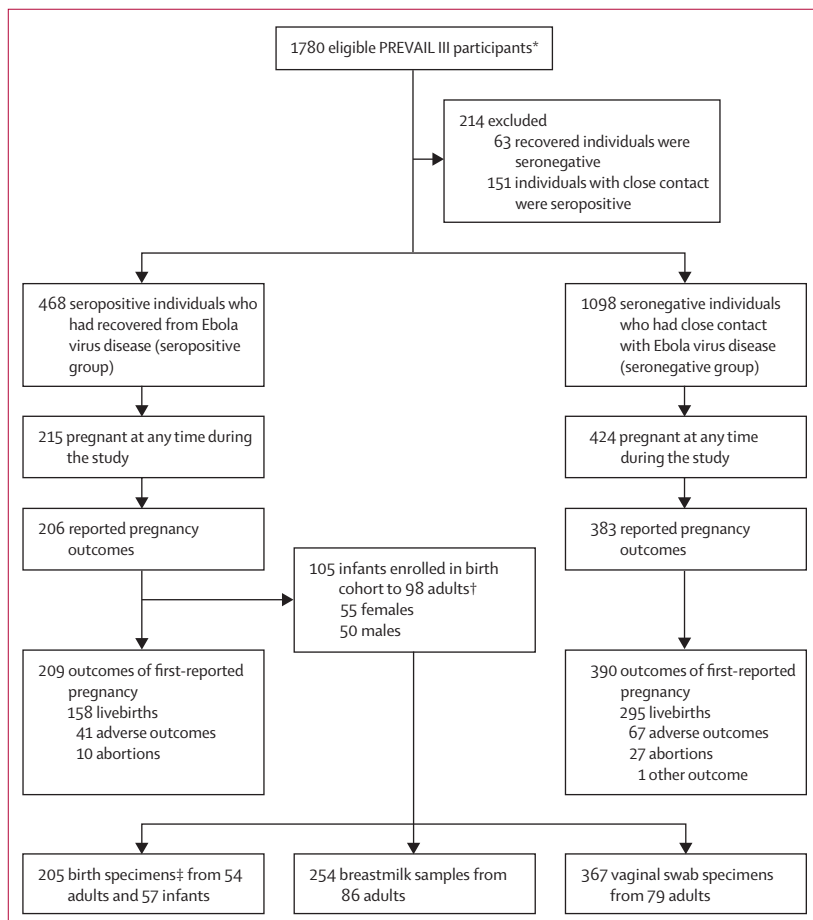 1780 eligible PREVAIL III participants*
214 excluded
63 recovered individuals were
seronegative
151 individuals with close contact
were seropositive
468 seropositive individuals who
had recovered from Ebola
virus disease (seropositive
group)
1098 seronegative individuals
who had close contact
with Ebola virus disease
(seronegative group)
215 pregnant at any time during
the study
424 pregnant at any time
during the study
206 reported pregnancy
outcomes
383 reported pregnancy
outcomes
105 infants enrolled in birth
cohort to 98 adults†
55 females
50 males
209 outcomes of first-reported
pregnancy
158 livebirths
41 adverse outcomes
10 abortions
390 outcomes of first-reported
pregnancy
295 livebirths
67 adverse outcomes
27 abortions
1 other outcome
205 birth specimens‡ from 54
adults and 57 infants
254 breastmilk samples from
86 adults
367 vaginal swab specimens
from 79 adults